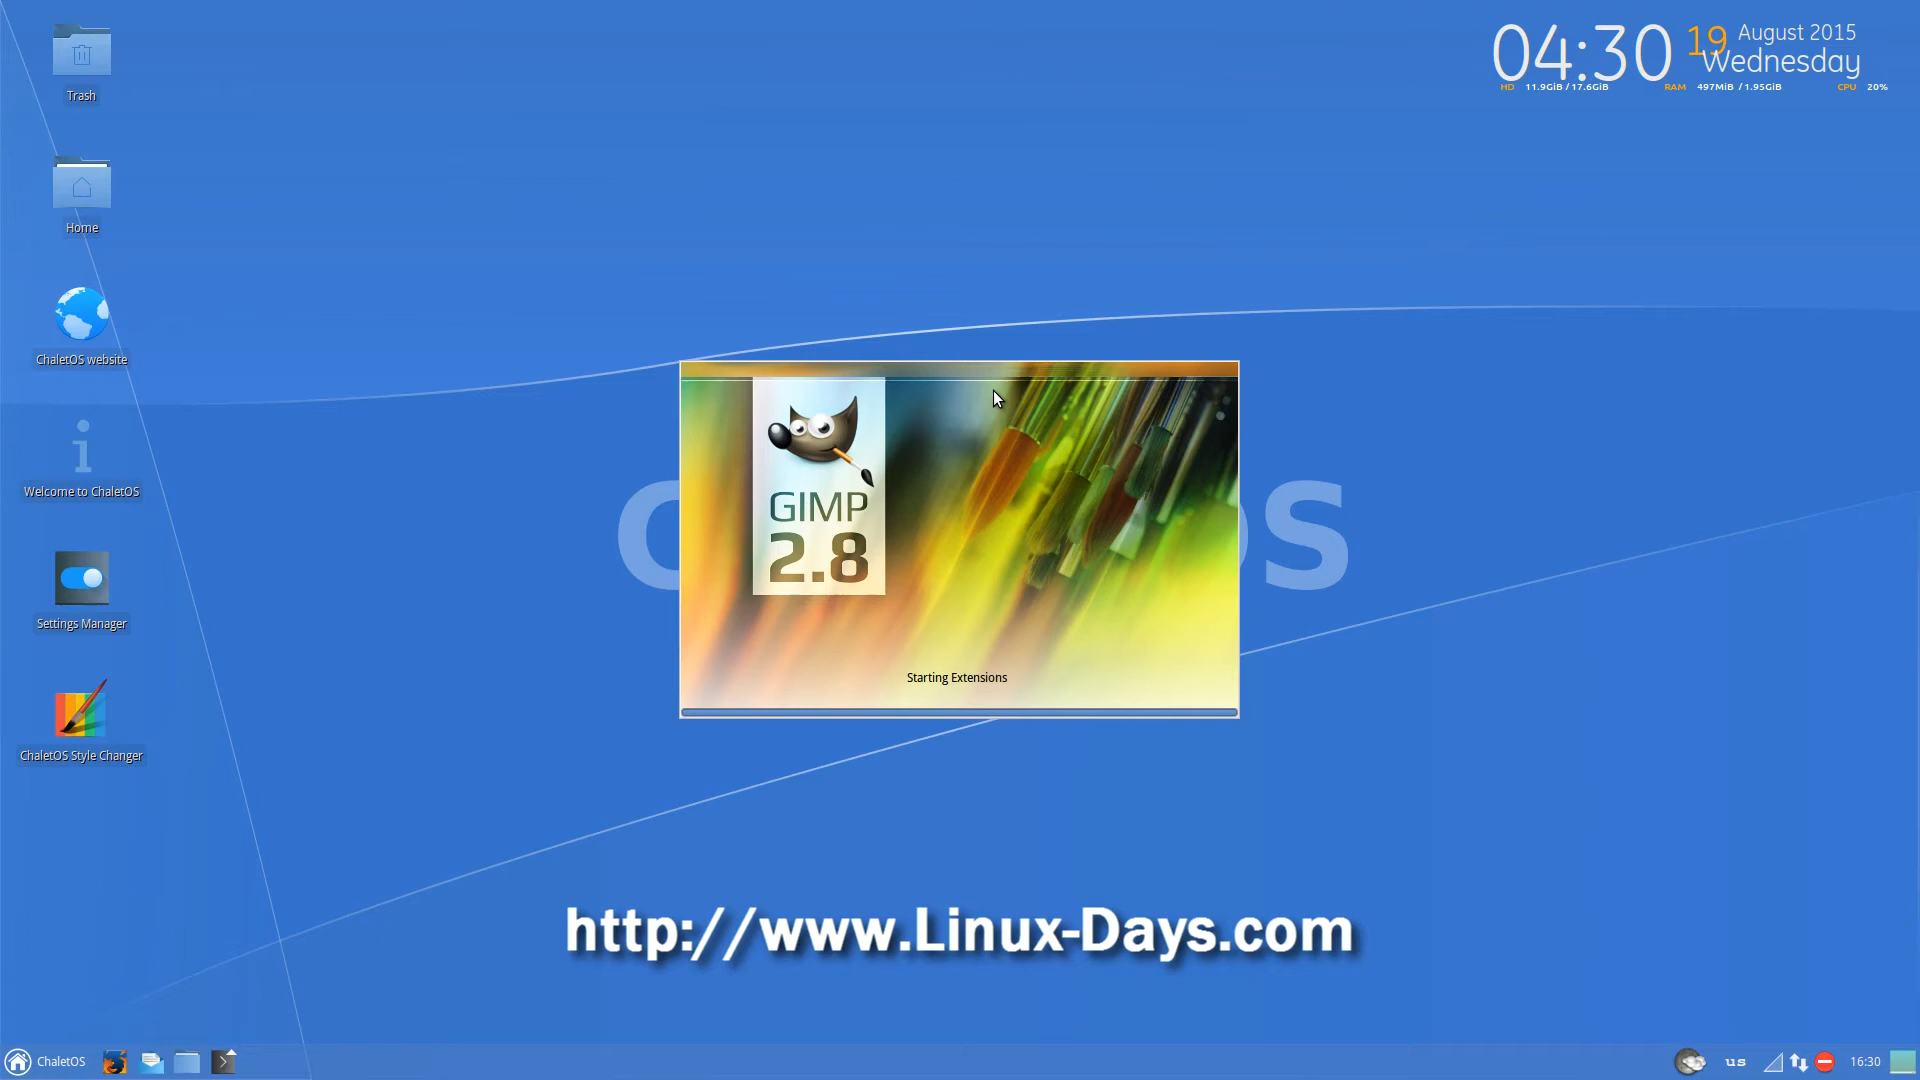 Trash
Home
ChaletOS website
Welcome to ChaletOS
Settings Manager
ChaletOS Style Changer
04:30 19 August 2015
Wednesday
HD 11.9GiB / 17.6GiB RAM 497MiB / 1.95GiB CPU 20%
GIMP
2.8
Starting Extensions
http://www.Linux-Days.com
ChaletOS
us
16:30